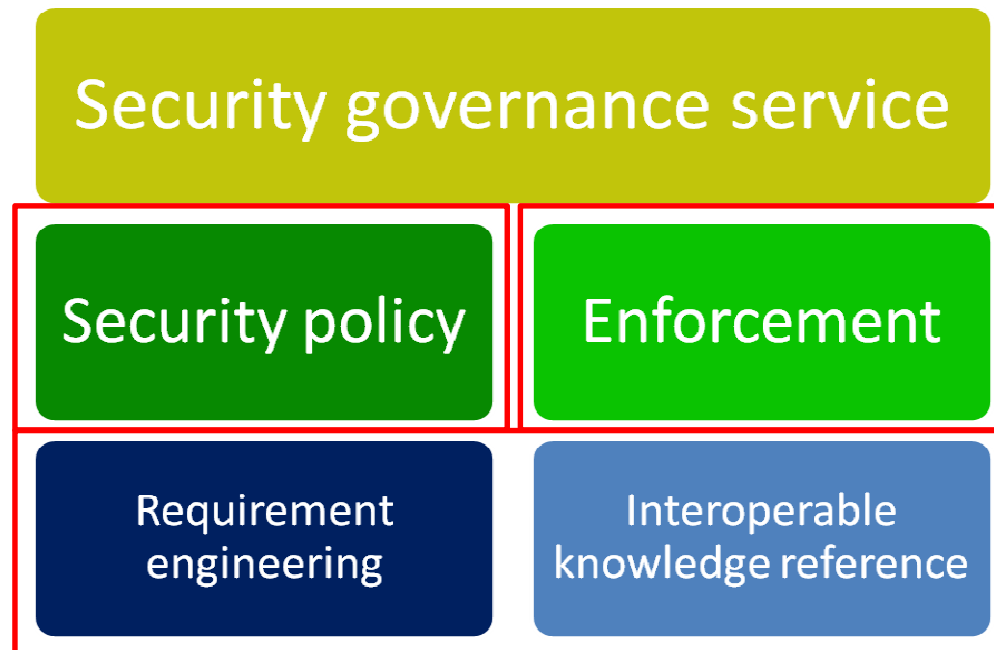 Security governance service
Security policy
Enforcement
Requirement
engineering
Interoperable
knowledge reference